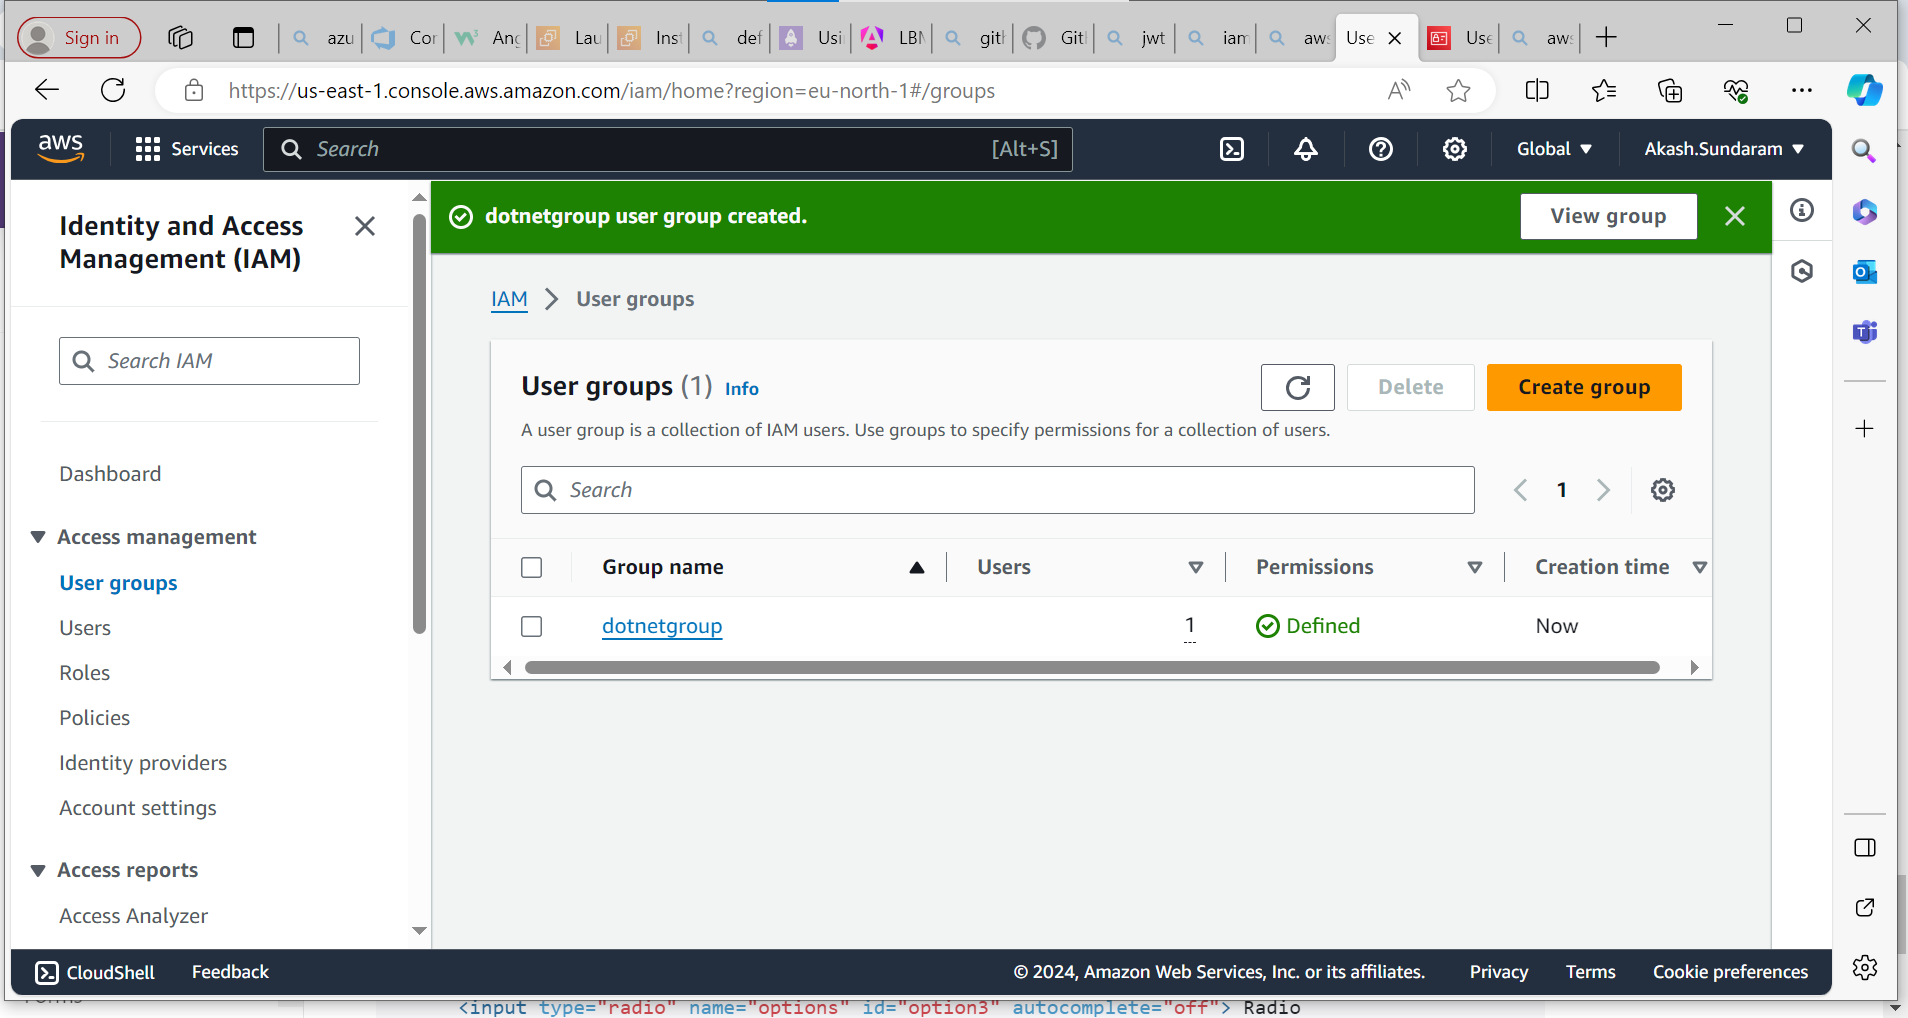 Sign in
azu
Cor
Ang
Lau
Inst
def
Usi
LBM
gith
Gitl
jwt
iam
aws
Use
Use
aws
https://us-east-1.console.aws.amazon.com/iam/home?region=eu-north-1#/groups
aws
Services
Search
[Alt+S]
Global
Akash.Sundaram
Identity and Access
Management (IAM)
Search IAM
Dashboard
Access management
User groups
Users
Roles
Policies
Identity providers
Account settings
Access reports
Access Analyzer
dotnetgroup user group created.
View group
IAM
User groups
User groups (1) Info
Delete
Create group
A user group is a collection of IAM users. Use groups to specify permissions for a collection of users.
Search
1
Group name
Users
Permissions
Creation time
dotnetgroup
1
Defined
Now
CloudShell
Feedback
© 2024, Amazon Web Services, Inc. or its affiliates.
Privacy
Terms
Cookie preferences
<input type="radio" name="options" id="option3" autocomplete="off"> Radio